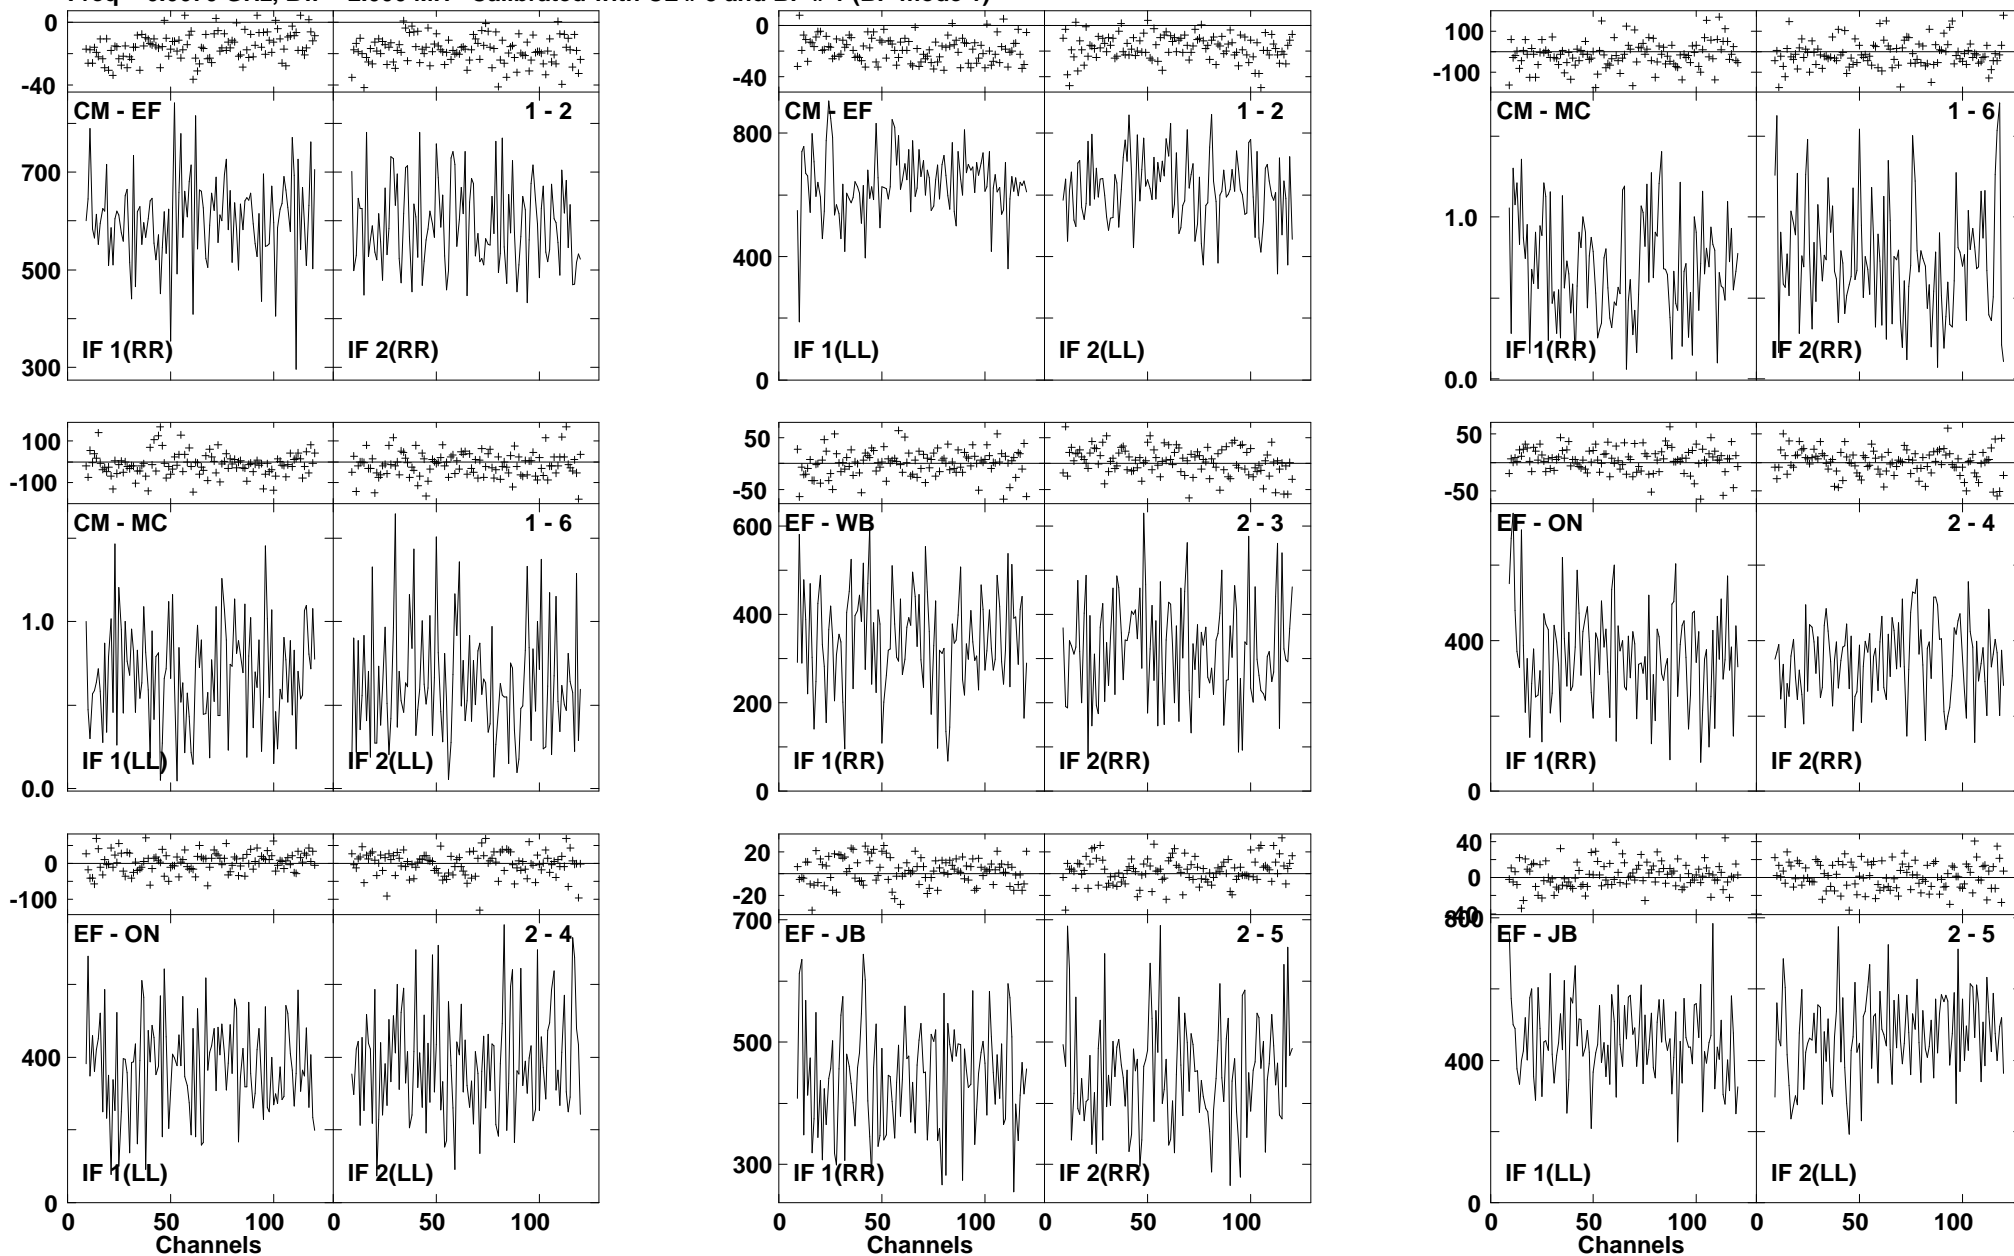 0
-40
CM - EF
1 - 2
700
500
300
IF 1(RR)
IF 2(RR)
0
-40
CM - EF
1 - 2
800
400
0
IF 1(LL)
IF 2(LL)
100
-100
CM - MC
1 - 6
1.0
0.0
IF 1(RR)
IF 2(RR)
100
-100
CM - MC
1 - 6
1.0
0.0
IF 1(LL)
IF 2(LL)
50
-50
EF - WB
2 - 3
600
400
200
0
IF 1(RR)
IF 2(RR)
50
-50
EF - ON
2 - 4
400
0
IF 1(RR)
IF 2(RR)
0
-100
EF - ON
2 - 4
400
0
IF 1(LL)
IF 2(LL)
0 50 100 0 50 100
Channels
20
-20
EF - JB
2 - 5
700
500
300
IF 1(RR)
IF 2(RR)
0 50 100 0 50 100
Channels
40
0
-40
EF - JB
2 - 5
800
400
0
IF 1(LL)
IF 2(LL)
0 50 100 0 50 100
Channels